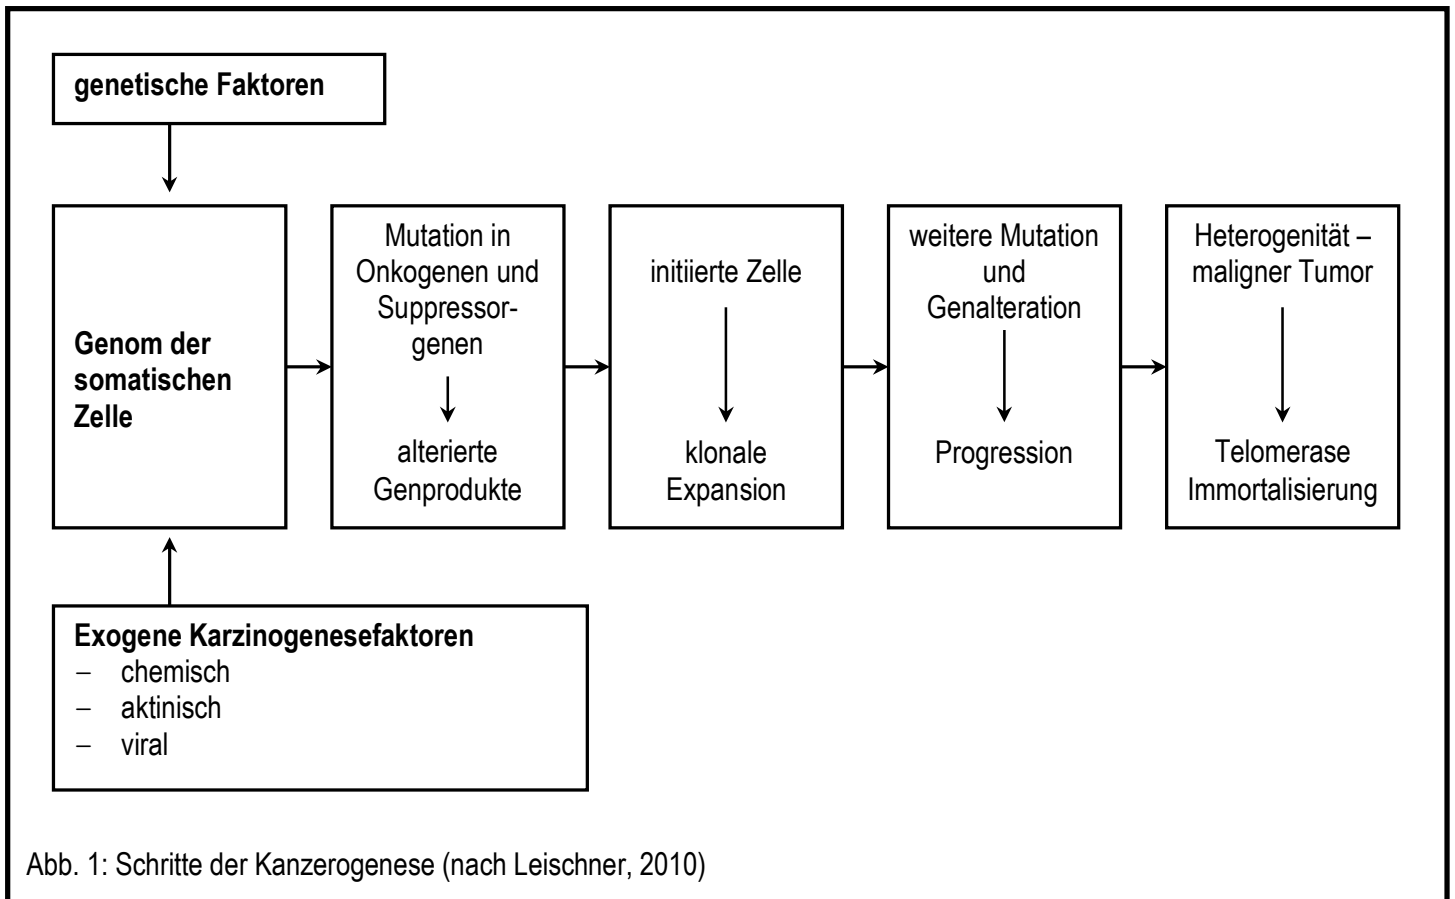 genetische Faktoren
Genom der
somatischen
Zelle
Mutation in
Onkogenen und
Suppressor-
genen
alterierte
Genprodukte
initiierte Zelle
klonale
Expansion
weitere Mutation
und
Genalteration
Progression
Heterogenität –
maligner Tumor
Telomerase
Immortalisierung
Exogene Karzinogenesefaktoren
– chemisch
– aktinisch
– viral
Abb. 1: Schritte der Kanzerogenese (nach Leischner, 2010)